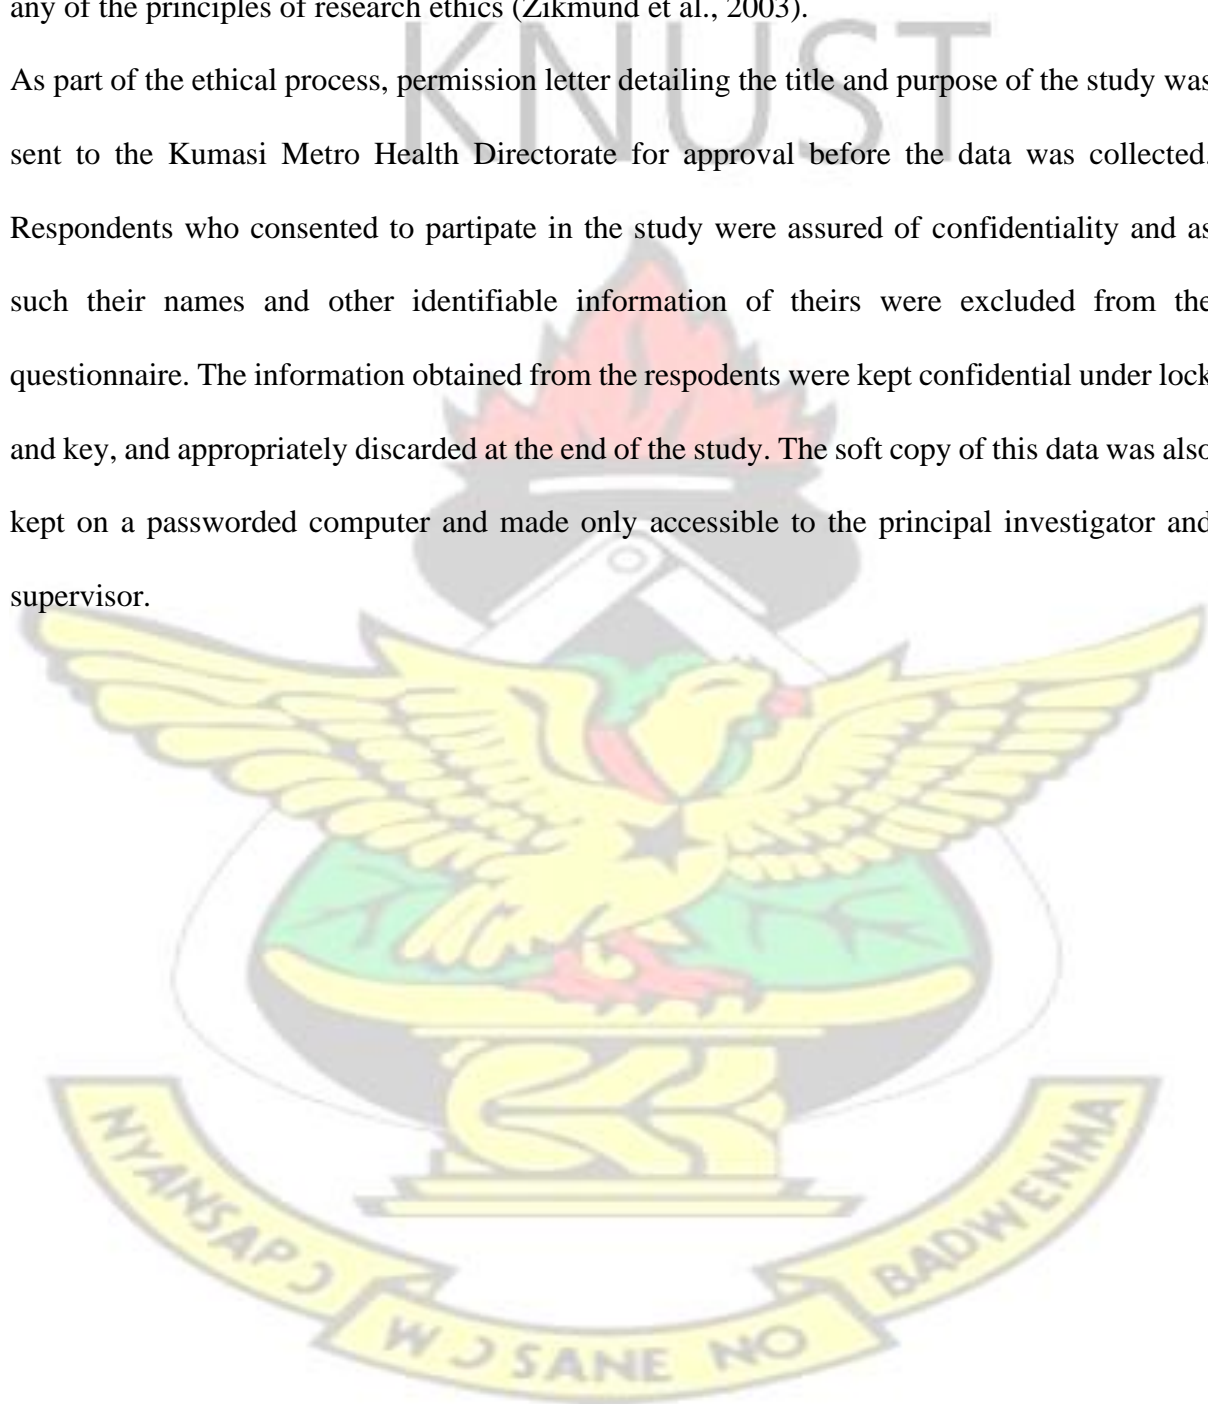 any of the principles of research ethics (Zikmund et al., 2003).
KNUST
As part of the ethical process, permission letter detailing the title and purpose of the study was
sent to the Kumasi Metro Health Directorate for approval before the data was collected.
Respondents who consented to partipate in the study were assured of confidentiality and as
such their names and other identifiable information of theirs were excluded from the
questionnaire. The information obtained from the respodents were kept confidential under lock
and key, and appropriately discarded at the end of the study. The soft copy of this data was also
kept on a passworded computer and made only accessible to the principal investigator and
supervisor.
NYANSAPƆ
WƆ SANE NO
BADWENMA